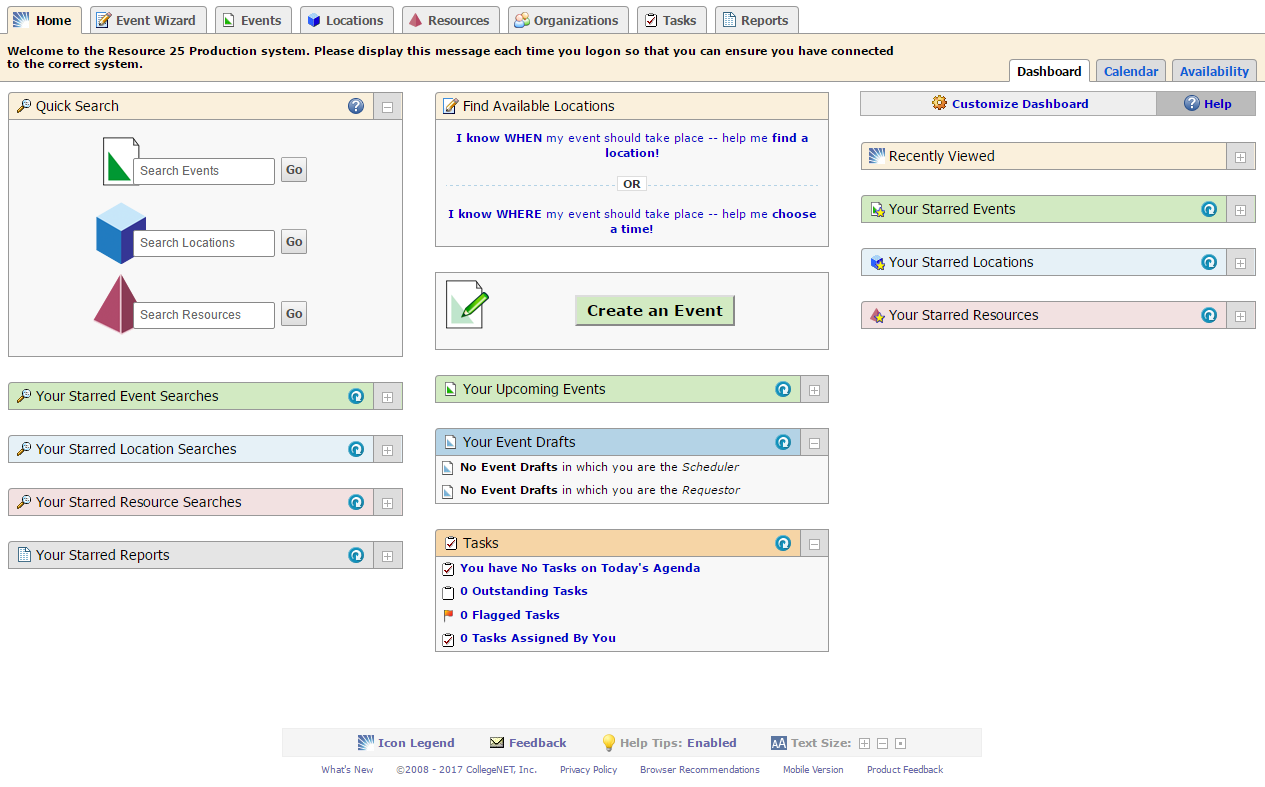 Home
Event Wizard
Events
Locations
Resources
Organizations
Tasks
Reports
Welcome to the Resource 25 Production system. Please display this message each time you logon so that you can ensure you have connected
to the correct system.
Dashboard
Calendar
Availability
Quick Search
?
Search Events
Go
Search Locations
Go
Search Resources
Go
Your Starred Event Searches
Your Starred Location Searches
Your Starred Resource Searches
Your Starred Reports
Find Available Locations
I know WHEN my event should take place -- help me find a
location!
OR
I know WHERE my event should take place -- help me choose
a time!
Create an Event
Your Upcoming Events
Your Event Drafts
No Event Drafts in which you are the Scheduler
No Event Drafts in which you are the Requestor
Tasks
You have No Tasks on Today's Agenda
0 Outstanding Tasks
0 Flagged Tasks
0 Tasks Assigned By You
Customize Dashboard
? Help
Recently Viewed
Your Starred Events
Your Starred Locations
Your Starred Resources
Icon Legend
Feedback
Help Tips: Enabled
AA Text Size:
What's New
©2008 - 2017 CollegeNET, Inc.
Privacy Policy
Browser Recommendations
Mobile Version
Product Feedback